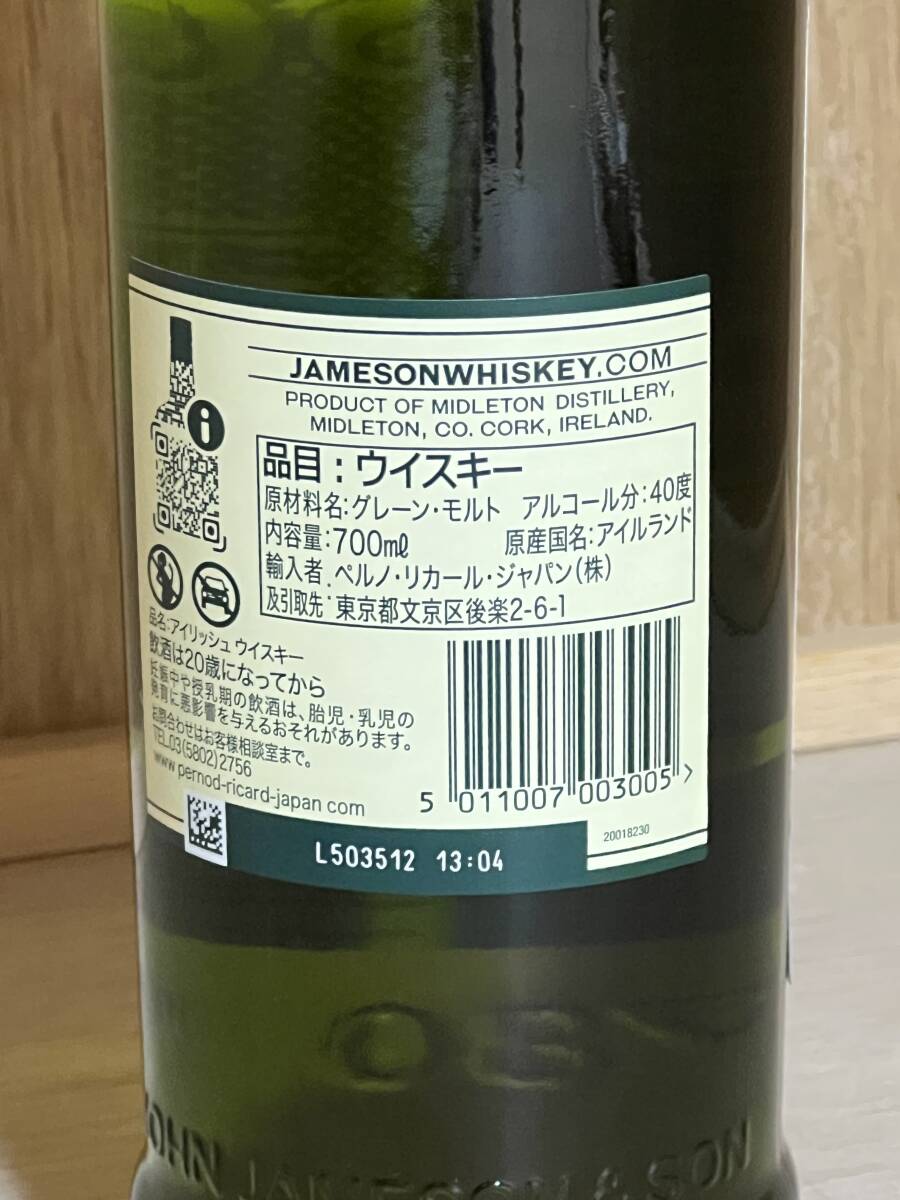 JAMESONWHISKEY.COM
PRODUCT OF MIDLETON DISTILLERY,
MIDLETON, CO. CORK, IRELAND.
品目:ウイスキー
原材料名:グレーン・モルト アルコール分:40度
内容量:700㎖ 原産国名:アイルランド
輸入者 ペルノ・リカール・ジャパン(株)
及引取先:東京都文京区後楽2-6-1
品名:アイリッシュ ウイスキー
飲酒は20歳になってから
妊娠中や授乳期の飲酒は、胎児・乳児の
発育に悪影響を与えるおそれがあります。
お問合わせはお客様相談室まで。
TEL03(5802)2756
www.pernod-ricard-japan.com
5 011007 003005 >
20018230
L503512 13:04
JOHN JAMESON & SON